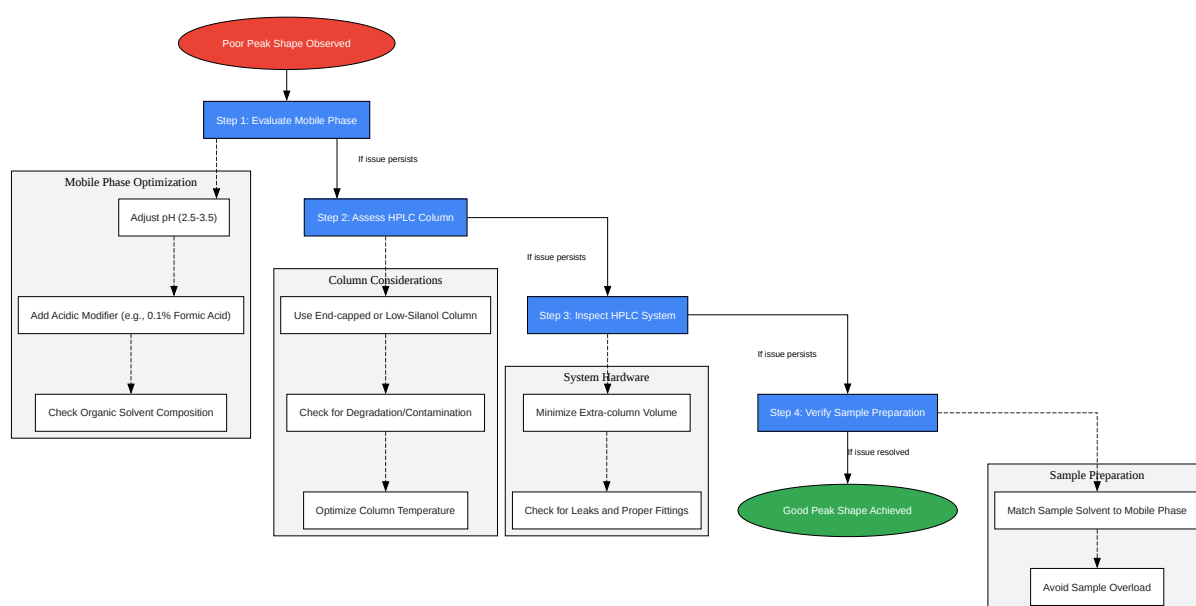 Poor Peak Shape Observed
Step 1: Evaluate Mobile Phase
If issue persists
Mobile Phase Optimization
Adjust pH (2.5-3.5)
Add Acidic Modifier (e.g., 0.1% Formic Acid)
Check Organic Solvent Composition
Step 2: Assess HPLC Column
If issue persists
Column Considerations
Use End-capped or Low-Silanol Column
Check for Degradation/Contamination
Optimize Column Temperature
Step 3: Inspect HPLC System
If issue persists
System Hardware
Minimize Extra-column Volume
Check for Leaks and Proper Fittings
Step 4: Verify Sample Preparation
If issue resolved
Good Peak Shape Achieved
Sample Preparation
Match Sample Solvent to Mobile Phase
Avoid Sample Overload